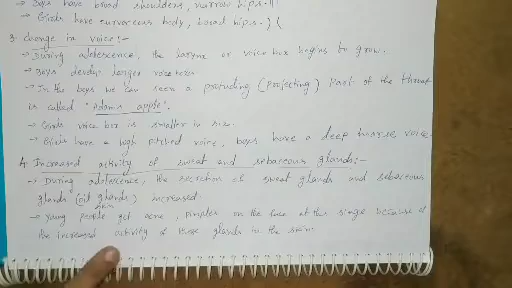 → Boys have broad shoulders, narrow hips.
→ Girls have curvaceous body, broad hips.
3. change in voice:-
→ During adolescence, the larynx or voice box begins to grow.
→ Boys develop larger voice box.
→ In the boys we can seen a protruding (projecting) part of the throat
is called "Adam's apple".
→ Girls voice box is smaller in size.
→ Girls have a high pitched voice, boys have a deep hoarse voice.
4. Increased activity of sweat and sebaceous glands:-
→ During adolescence, the secretion of sweat glands and sebaceous
glands (oil glands) increased.
→ Young people get acne, pimples on the face at this stage because of
the increased activity of these glands in the skin.